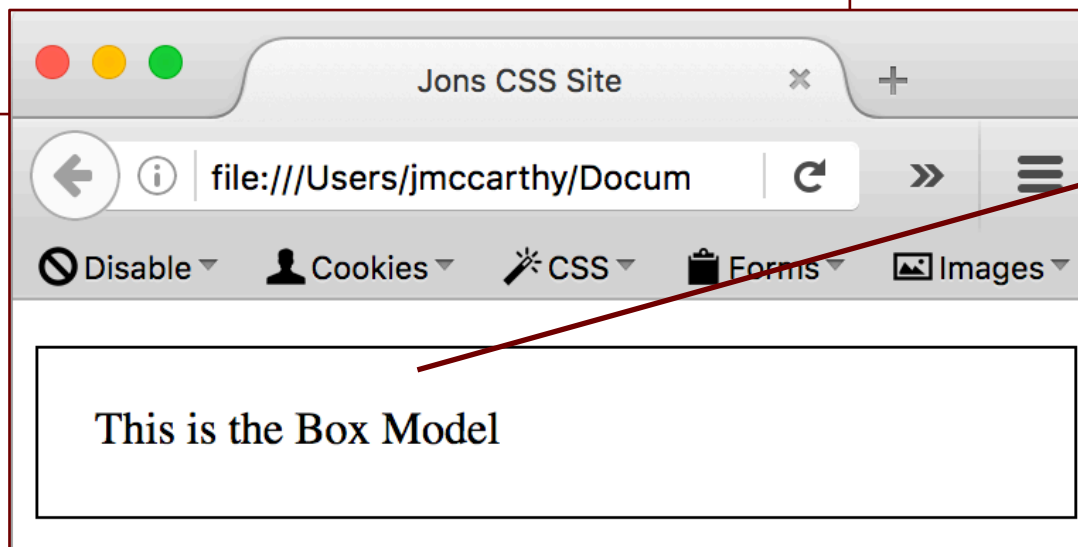 Jons CSS Site
file:///Users/jmccarthy/Docum
Disable Cookies CSS Forms Images
This is the Box Model